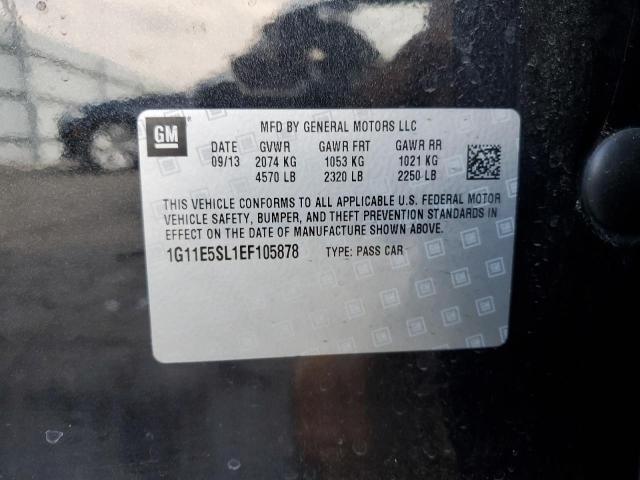 GM ®
MFD BY GENERAL MOTORS LLC
DATE GVWR GAWR FRT GAWR RR
09/13 2074 KG 1053 KG 1021 KG
4570 LB 2320 LB 2250 LB
THIS VEHICLE CONFORMS TO ALL APPLICABLE U.S. FEDERAL MOTOR
VEHICLE SAFETY, BUMPER, AND THEFT PREVENTION STANDARDS IN
EFFECT ON THE DATE OF MANUFACTURE SHOWN ABOVE.
1G11E5SL1EF105878 TYPE: PASS CAR